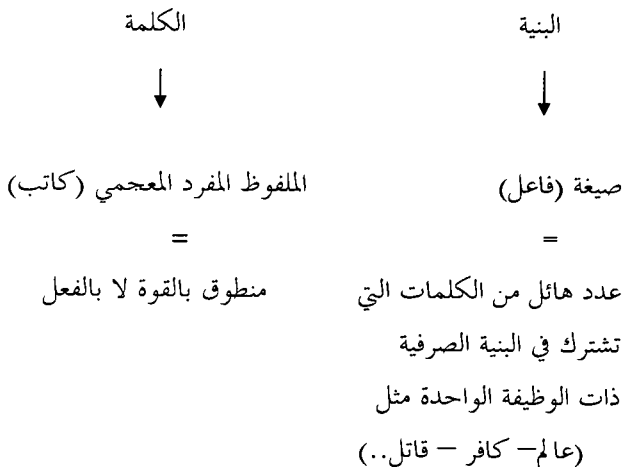 البنية
الكلمة
صيغة (فاعل)
الملفوظ المفرد المعجمي (كاتب)
=
=
عدد هائل من الكلمات التي
منطوق بالقوة لا بالفعل
تشترك في البنية الصرفية
ذات الوظيفة الواحدة مثل
(عالم– كافر – قاتل..)